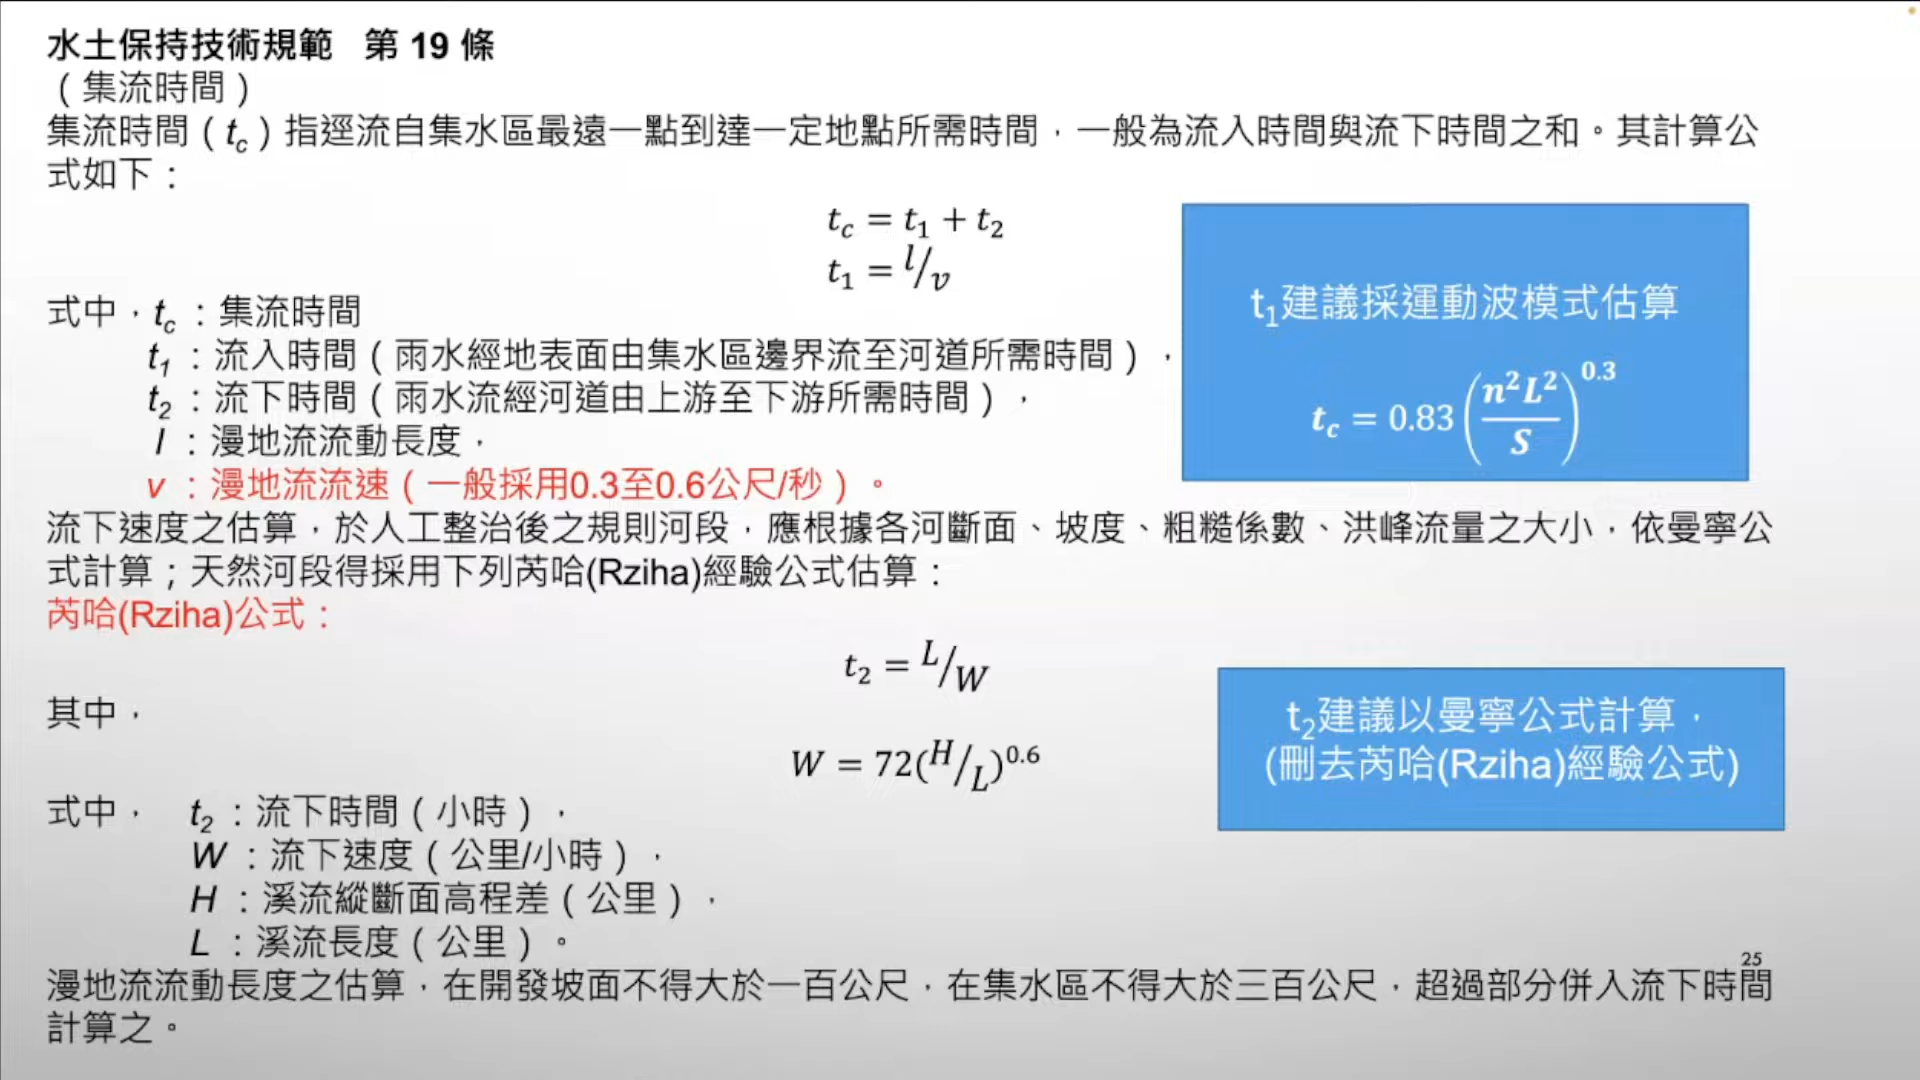 水土保持技術規範 第 19 條
（集流時間）
集流時間（tc）指逕流自集水區最遠一點到達一定地點所需時間，一般為流入時間與流下時間之和。其計算公
式如下：
tc = t1 + t2
t1 = l/v
式中，tc：集流時間
t1：流入時間（雨水經地表面由集水區邊界流至河道所需時間），
t2：流下時間（雨水流經河道由上游至下游所需時間），
l：漫地流流動長度，
v：漫地流流速（一般採用0.3至0.6公尺/秒）。
t1建議採運動波模式估算
tc = 0.83 (n²L²/S)^0.3
流下速度之估算，於人工整治後之規則河段，應根據各河斷面、坡度、粗糙係數、洪峰流量之大小，依曼寧公
式計算；天然河段得採用下列芮哈(Rziha)經驗公式估算：
芮哈(Rziha)公式：
t2 = L/W
其中，
W = 72(H/L)^0.6
t2建議以曼寧公式計算，
(刪去芮哈(Rziha)經驗公式)
式中， t2：流下時間（小時），
W：流下速度（公里/小時），
H：溪流縱斷面高程差（公里），
L：溪流長度（公里）。
25
漫地流流動長度之估算，在開發坡面不得大於一百公尺，在集水區不得大於三百公尺，超過部分併入流下時間
計算之。